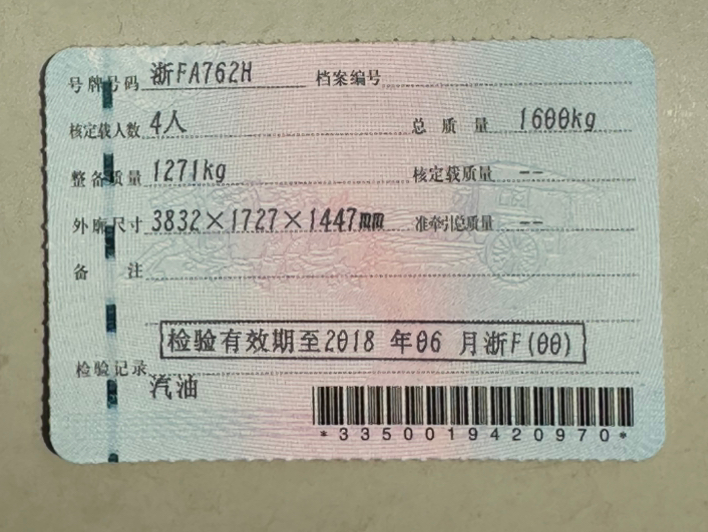 号牌号码 浙FA762H 档案编号
核定载人数 4人 总质量 1600kg
整备质量 1271kg 核定载质量 --
外廓尺寸 3832×1727×1447mm 准牵引总质量 --
备注
检验有效期至2018 年06 月浙F(00)
检验记录
汽油
*3350019420970*